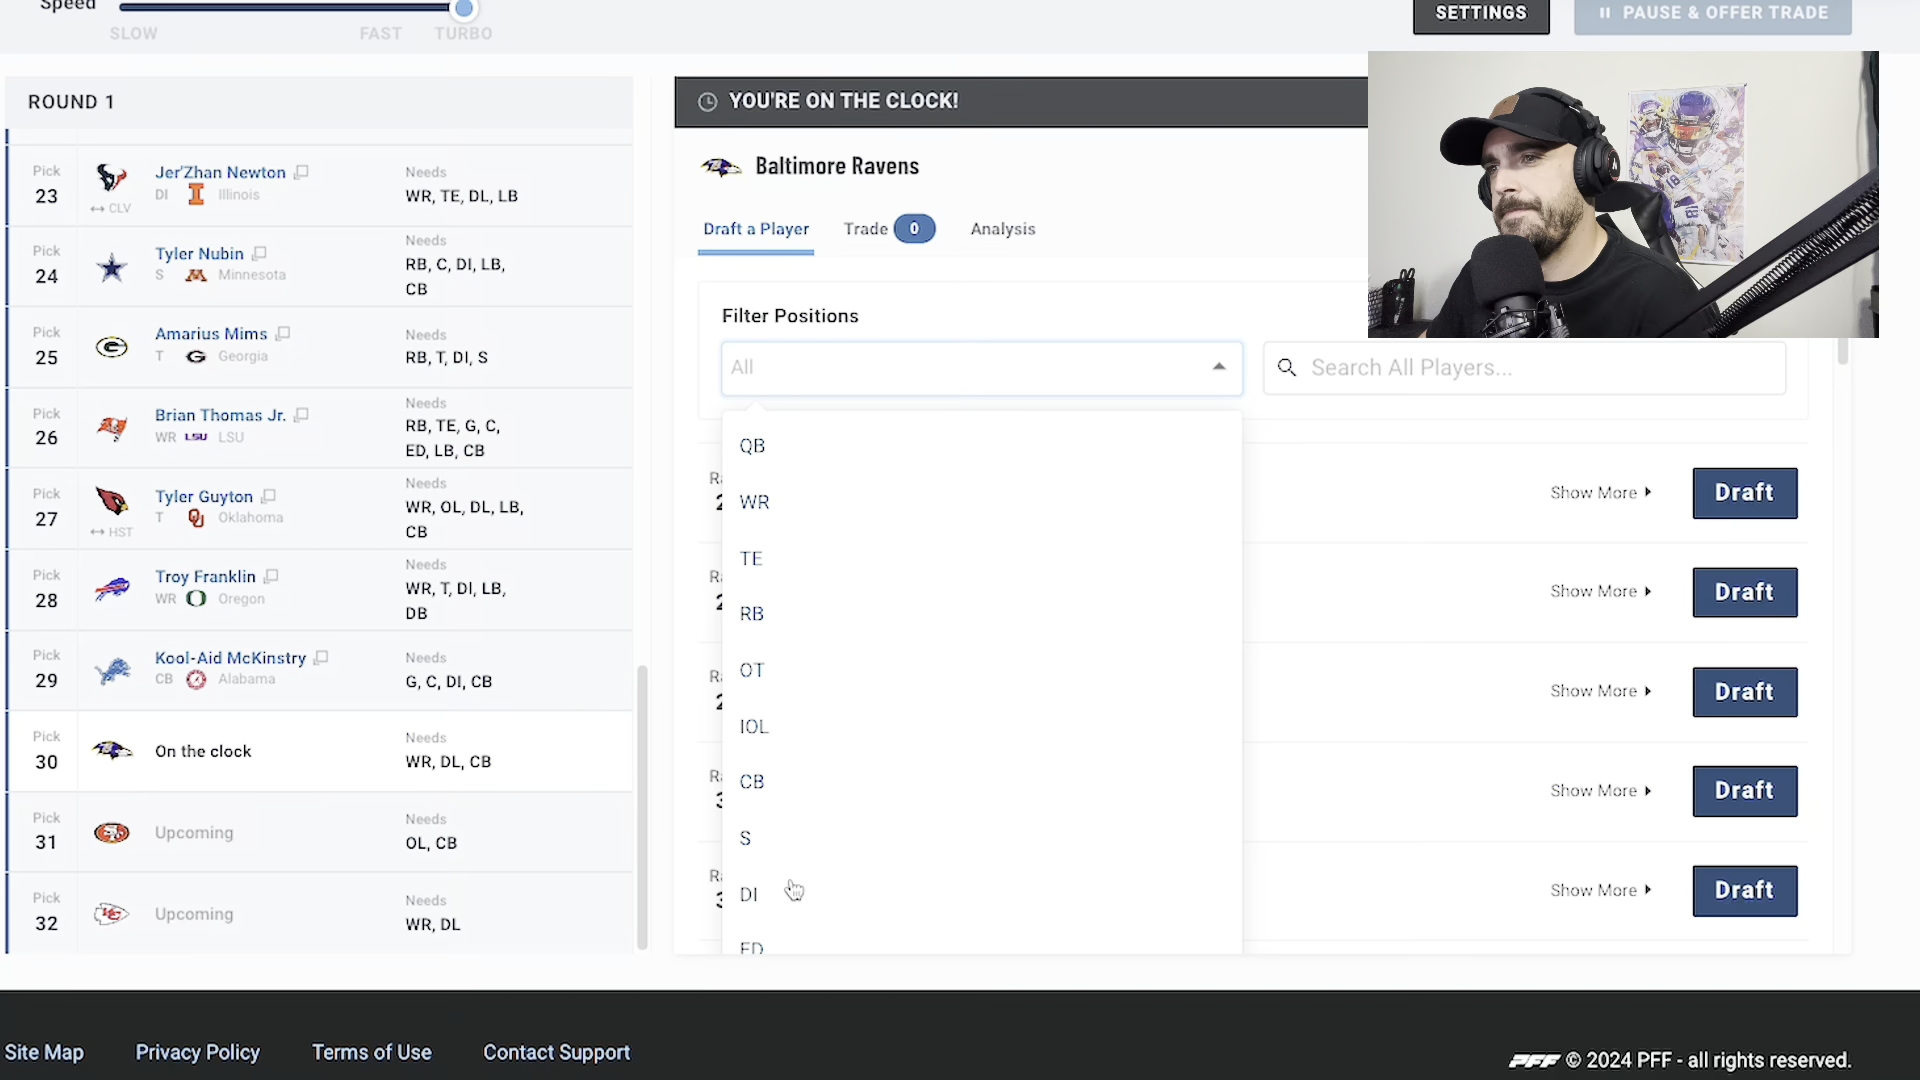 Speed
SLOW FAST TURBO
SETTINGS
PAUSE & OFFER TRADE
ROUND 1
Pick
23
CLV
Jer'Zhan Newton
DI Illinois
Needs
WR, TE, DL, LB
Pick
24
Tyler Nubin
S Minnesota
Needs
RB, C, DI, LB,
CB
Pick
25
Amarius Mims
T Georgia
Needs
RB, T, DI, S
Pick
26
Brian Thomas Jr.
WR LSU LSU
Needs
RB, TE, G, C,
ED, LB, CB
Pick
27
HST
Tyler Guyton
T Oklahoma
Needs
WR, OL, DL, LB,
CB
Pick
28
Troy Franklin
WR Oregon
Needs
WR, T, DI, LB,
DB
Pick
29
Kool-Aid McKinstry
CB Alabama
Needs
G, C, DI, CB
Pick
30
On the clock
Needs
WR, DL, CB
Pick
31
Upcoming
Needs
OL, CB
Pick
32
Upcoming
Needs
WR, DL
YOU'RE ON THE CLOCK!
Baltimore Ravens
Draft a Player Trade 0 Analysis
Filter Positions
All
Search All Players...
QB
WR
TE
RB
OT
IOL
CB
S
DI
ED
Show More Draft
Show More Draft
Show More Draft
Show More Draft
Show More Draft
Site Map Privacy Policy Terms of Use Contact Support
PFF © 2024 PFF - all rights reserved.